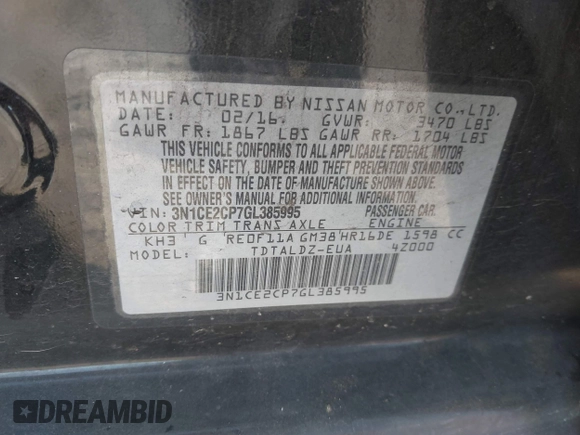 MANUFACTURED BY NISSAN MOTOR CO., LTD.
DATE: 02/16 GVWR: 3470 LBS
GAWR FR: 1867 LBS GAWR RR: 1704 LBS
THIS VEHICLE CONFORMS TO ALL APPLICABLE FEDERAL MOTOR
VEHICLE SAFETY, BUMPER AND THEFT PREVENTION STANDARDS
IN EFFECT ON THE DATE OF MANUFACTURE SHOWN ABOVE.
SEE OWNER'S MANUAL FOR ADDITIONAL INFORMATION.
VIN: 3N1CE2CP7GL385995 PASSENGER CAR
COLOR TRIM TRANS AXLE ENGINE
KH3 G RE0F11A GM38 HR16DE 1598 CC
MODEL: TDTALDZ-EUA 4Z000
3N1CE2CP7GL385995
DREAMBID